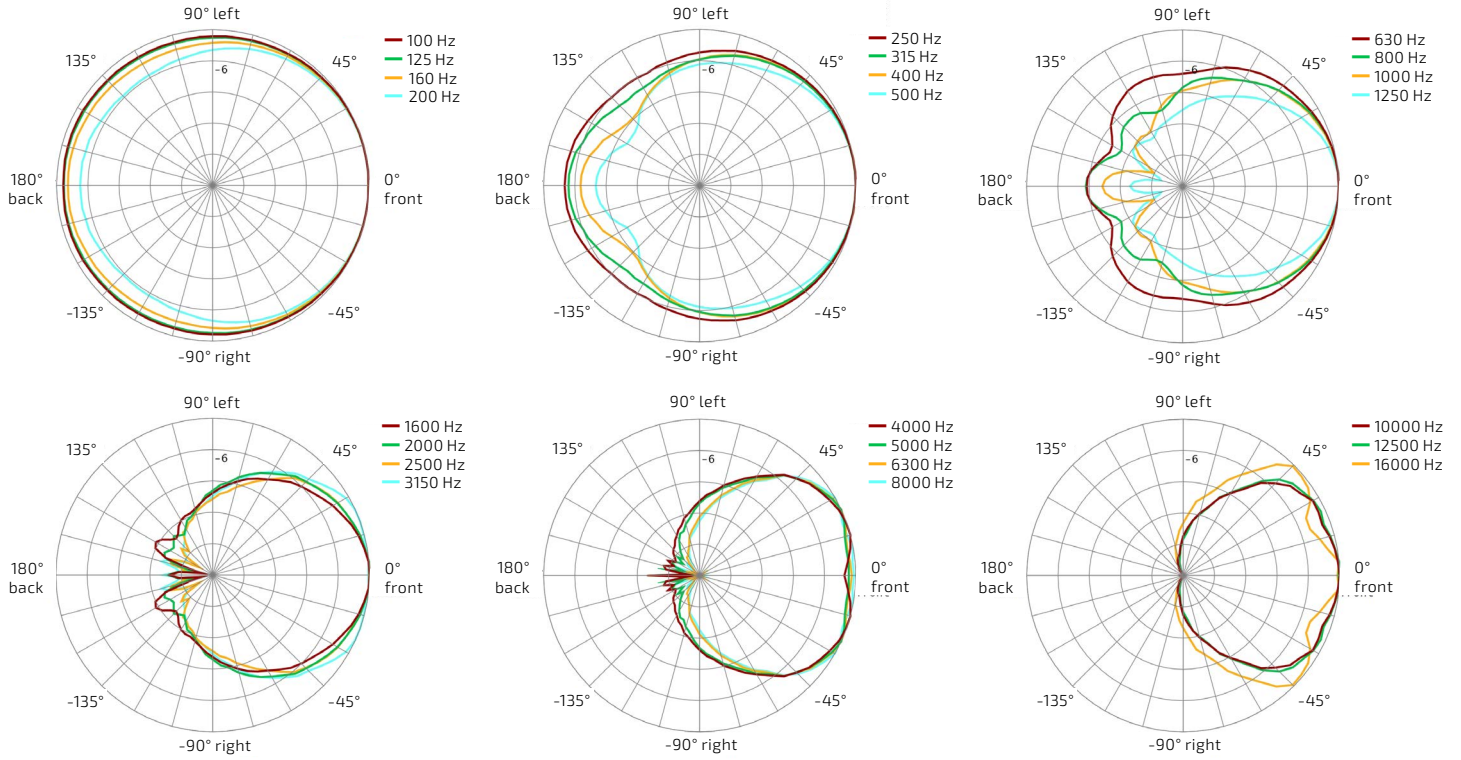 90° left
135°
45°
-6
180°
back
0°
front
-135°
-45°
-90° right
100 Hz
125 Hz
160 Hz
200 Hz
90° left
135°
45°
-6
180°
back
0°
front
-135°
-45°
-90° right
250 Hz
315 Hz
400 Hz
500 Hz
90° left
135°
45°
-6
180°
back
0°
front
-135°
-45°
-90° right
630 Hz
800 Hz
1000 Hz
1250 Hz
90° left
135°
45°
-6
180°
back
0°
front
-135°
-45°
-90° right
1600 Hz
2000 Hz
2500 Hz
3150 Hz
90° left
135°
45°
-6
180°
back
0°
front
-135°
-45°
-90° right
4000 Hz
5000 Hz
6300 Hz
8000 Hz
90° left
135°
45°
-6
180°
back
0°
front
-135°
-45°
-90° right
10000 Hz
12500 Hz
16000 Hz